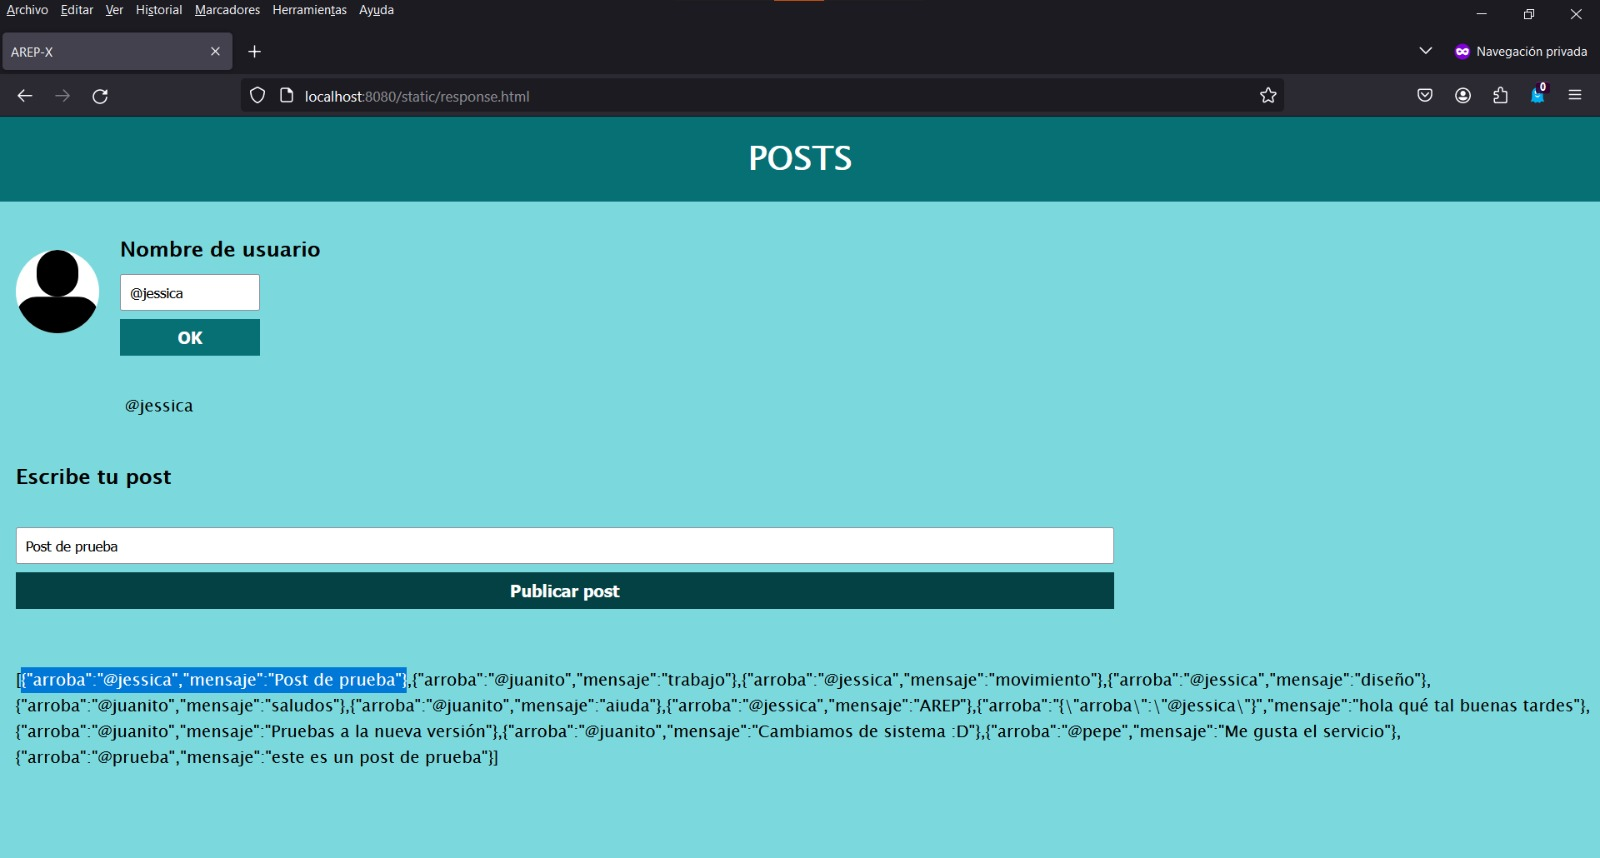 Archivo Editar Ver Historial Marcadores Herramientas Ayuda
AREP-X
Navegación privada
localhost:8080/static/response.html
0
POSTS
Nombre de usuario
@jessica
OK
@jessica
Escribe tu post
Post de prueba
Publicar post
[{"arroba":"@jessica","mensaje":"Post de prueba"},{"arroba":"@juanito","mensaje":"trabajo"},{"arroba":"@jessica","mensaje":"movimiento"},{"arroba":"@jessica","mensaje":"diseño"},
{"arroba":"@juanito","mensaje":"saludos"},{"arroba":"@juanito","mensaje":"aiuda"},{"arroba":"@jessica","mensaje":"AREP"},{"arroba":"{\"arroba\":\"@jessica\"}","mensaje":"hola qué tal buenas tardes"},
{"arroba":"@juanito","mensaje":"Pruebas a la nueva versión"},{"arroba":"@juanito","mensaje":"Cambiamos de sistema :D"},{"arroba":"@pepe","mensaje":"Me gusta el servicio"},
{"arroba":"@prueba","mensaje":"este es un post de prueba"}]